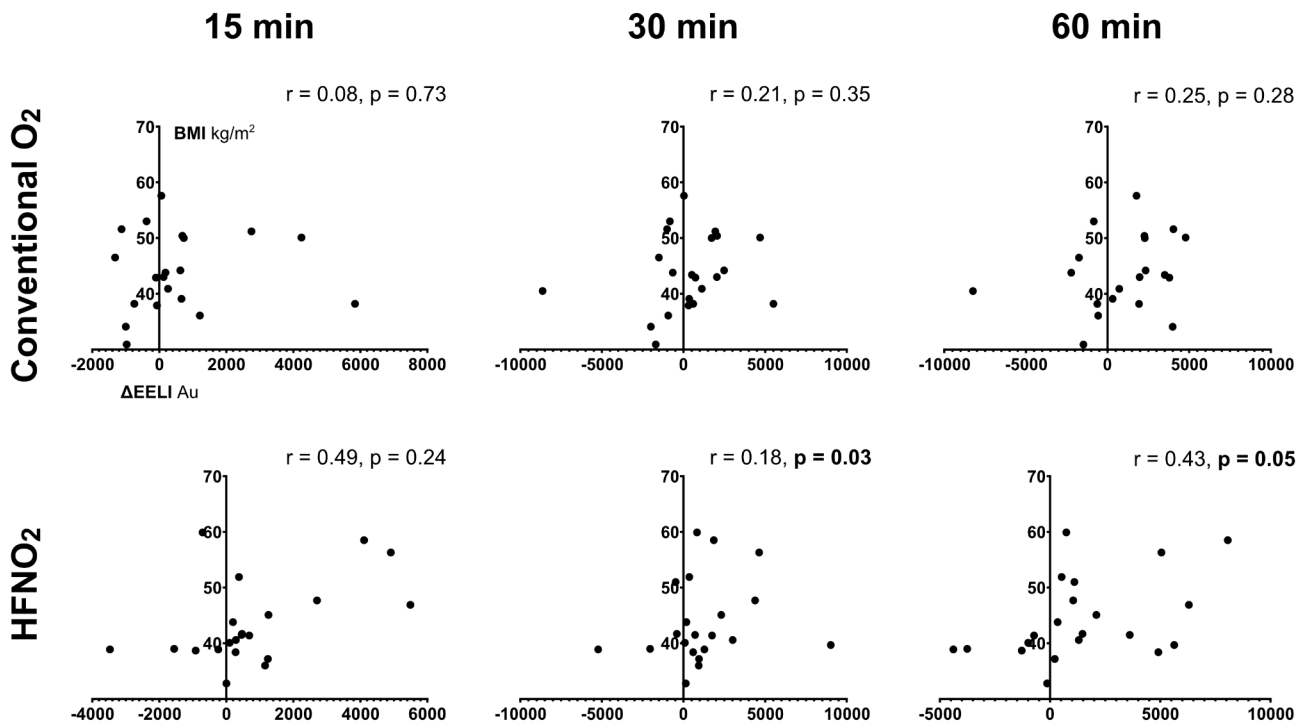 15 min 30 min 60 min
Conventional O₂
r = 0.08, p = 0.73
BMI kg/m²
70
60
50
40
-2000 0 2000 4000 6000 8000
ΔEELI Au
r = 0.21, p = 0.35
70
60
50
40
-10000 -5000 0 5000 10000
r = 0.25, p = 0.28
70
60
50
40
-10000 -5000 0 5000 10000
HFNO₂
r = 0.49, p = 0.24
70
60
50
40
-4000 -2000 0 2000 4000 6000
r = 0.18, p = 0.03
70
60
50
40
-10000 -5000 0 5000 10000
r = 0.43, p = 0.05
70
60
50
40
-5000 0 5000 10000